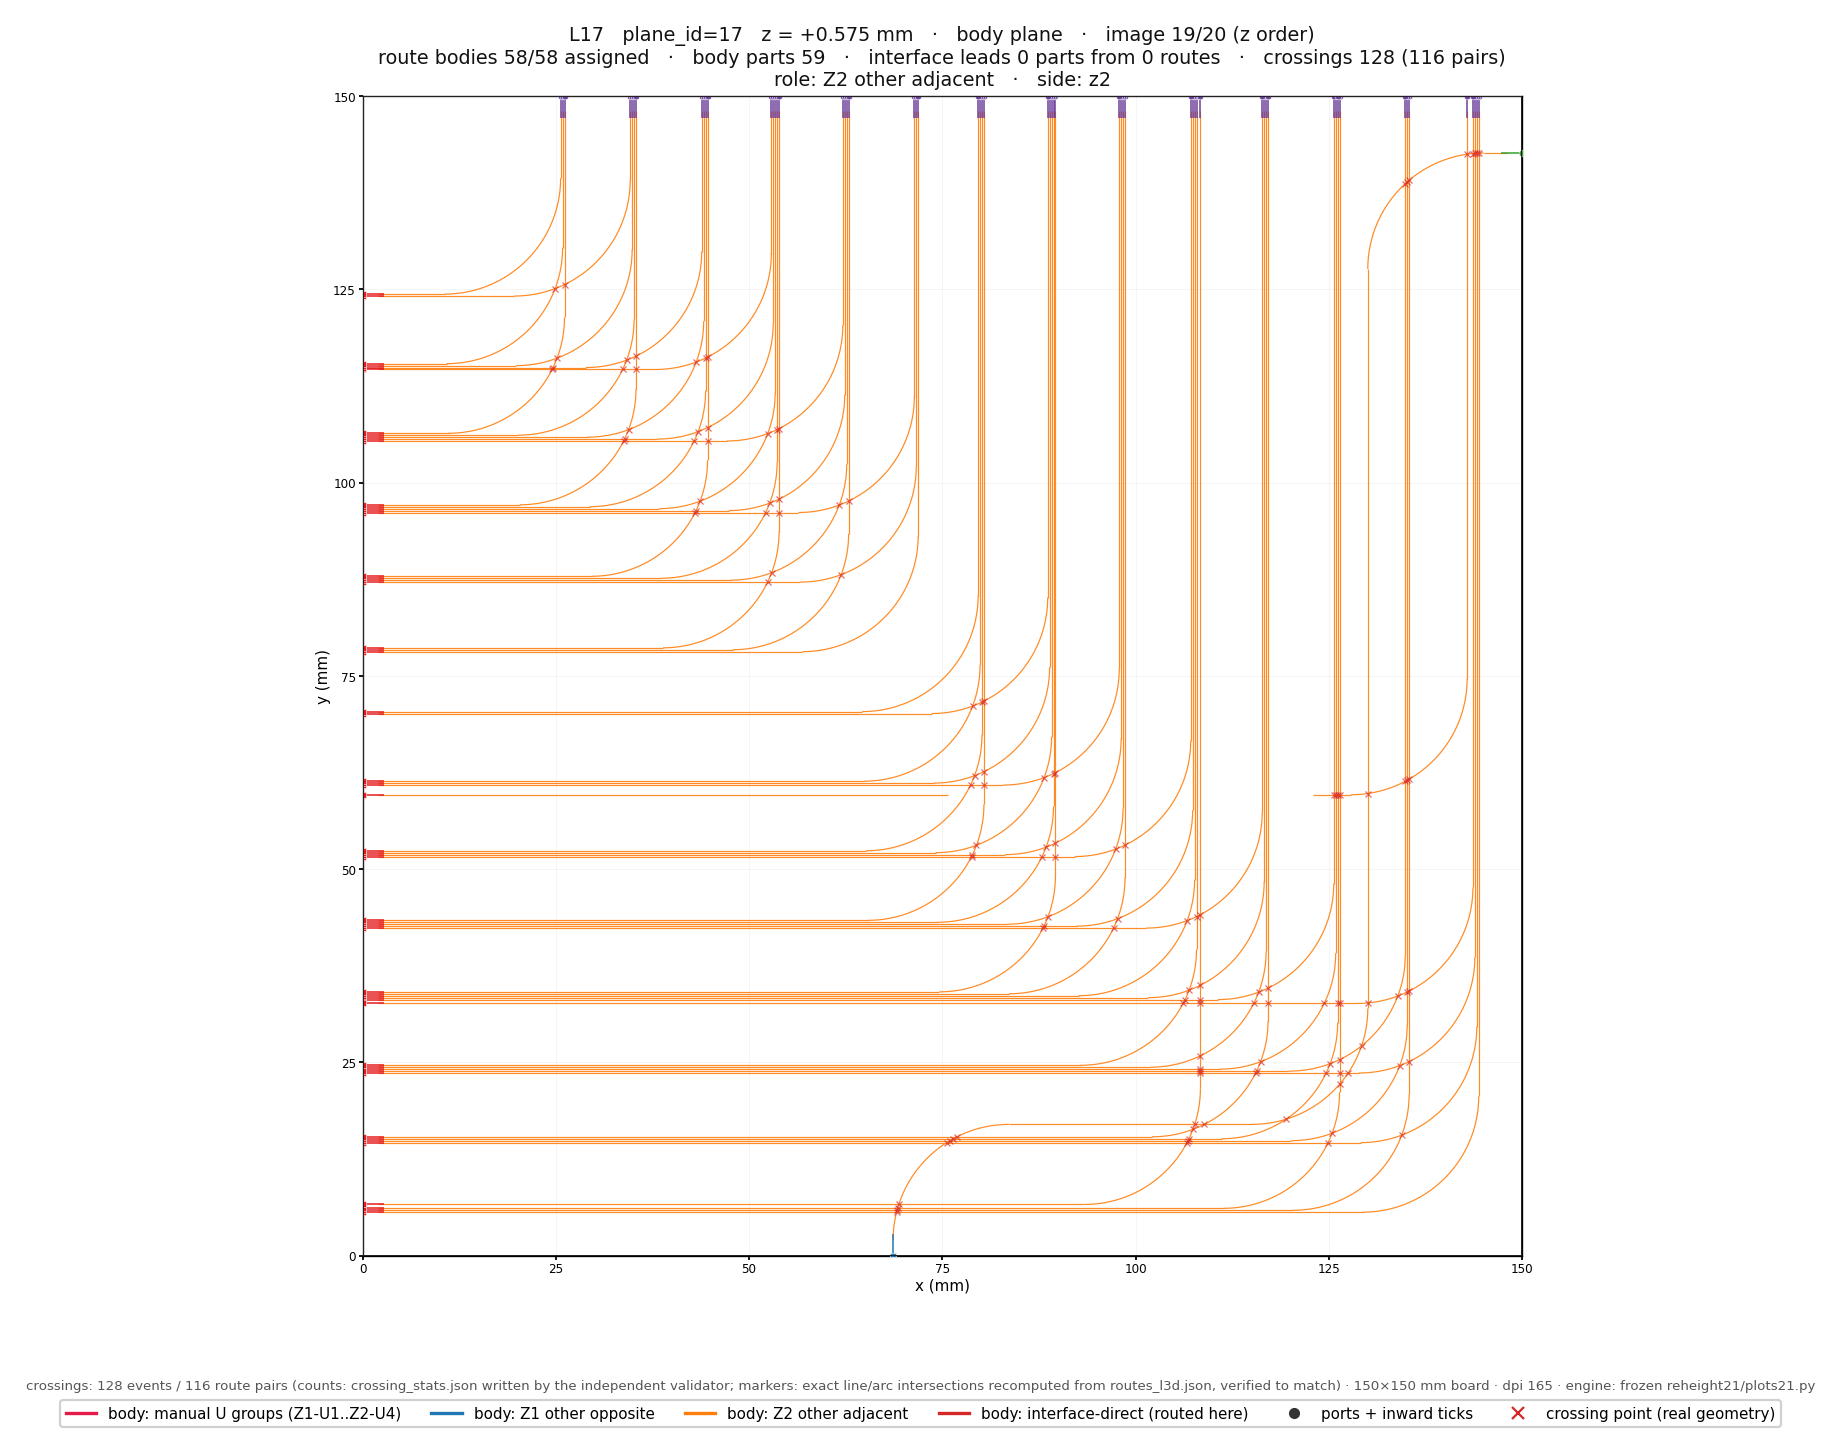 L17   plane_id=17   z = +0.575 mm   ·   body plane   ·   image 19/20 (z order)
route bodies 58/58 assigned   ·   body parts 59   ·   interface leads 0 parts from 0 routes   ·   crossings 128 (116 pairs)
role: Z2 other adjacent   ·   side: z2
150
125
100
75
50
25
0
y (mm)
0 25 50 75 100 125 150
x (mm)
crossings: 128 events / 116 route pairs (counts: crossing_stats.json written by the independent validator; markers: exact line/arc intersections recomputed from routes_l3d.json, verified to match) · 150×150 mm board · dpi 165 · engine: frozen reheight21/plots21.py
body: manual U groups (Z1-U1..Z2-U4) body: Z1 other opposite body: Z2 other adjacent body: interface-direct (routed here) ports + inward ticks crossing point (real geometry)